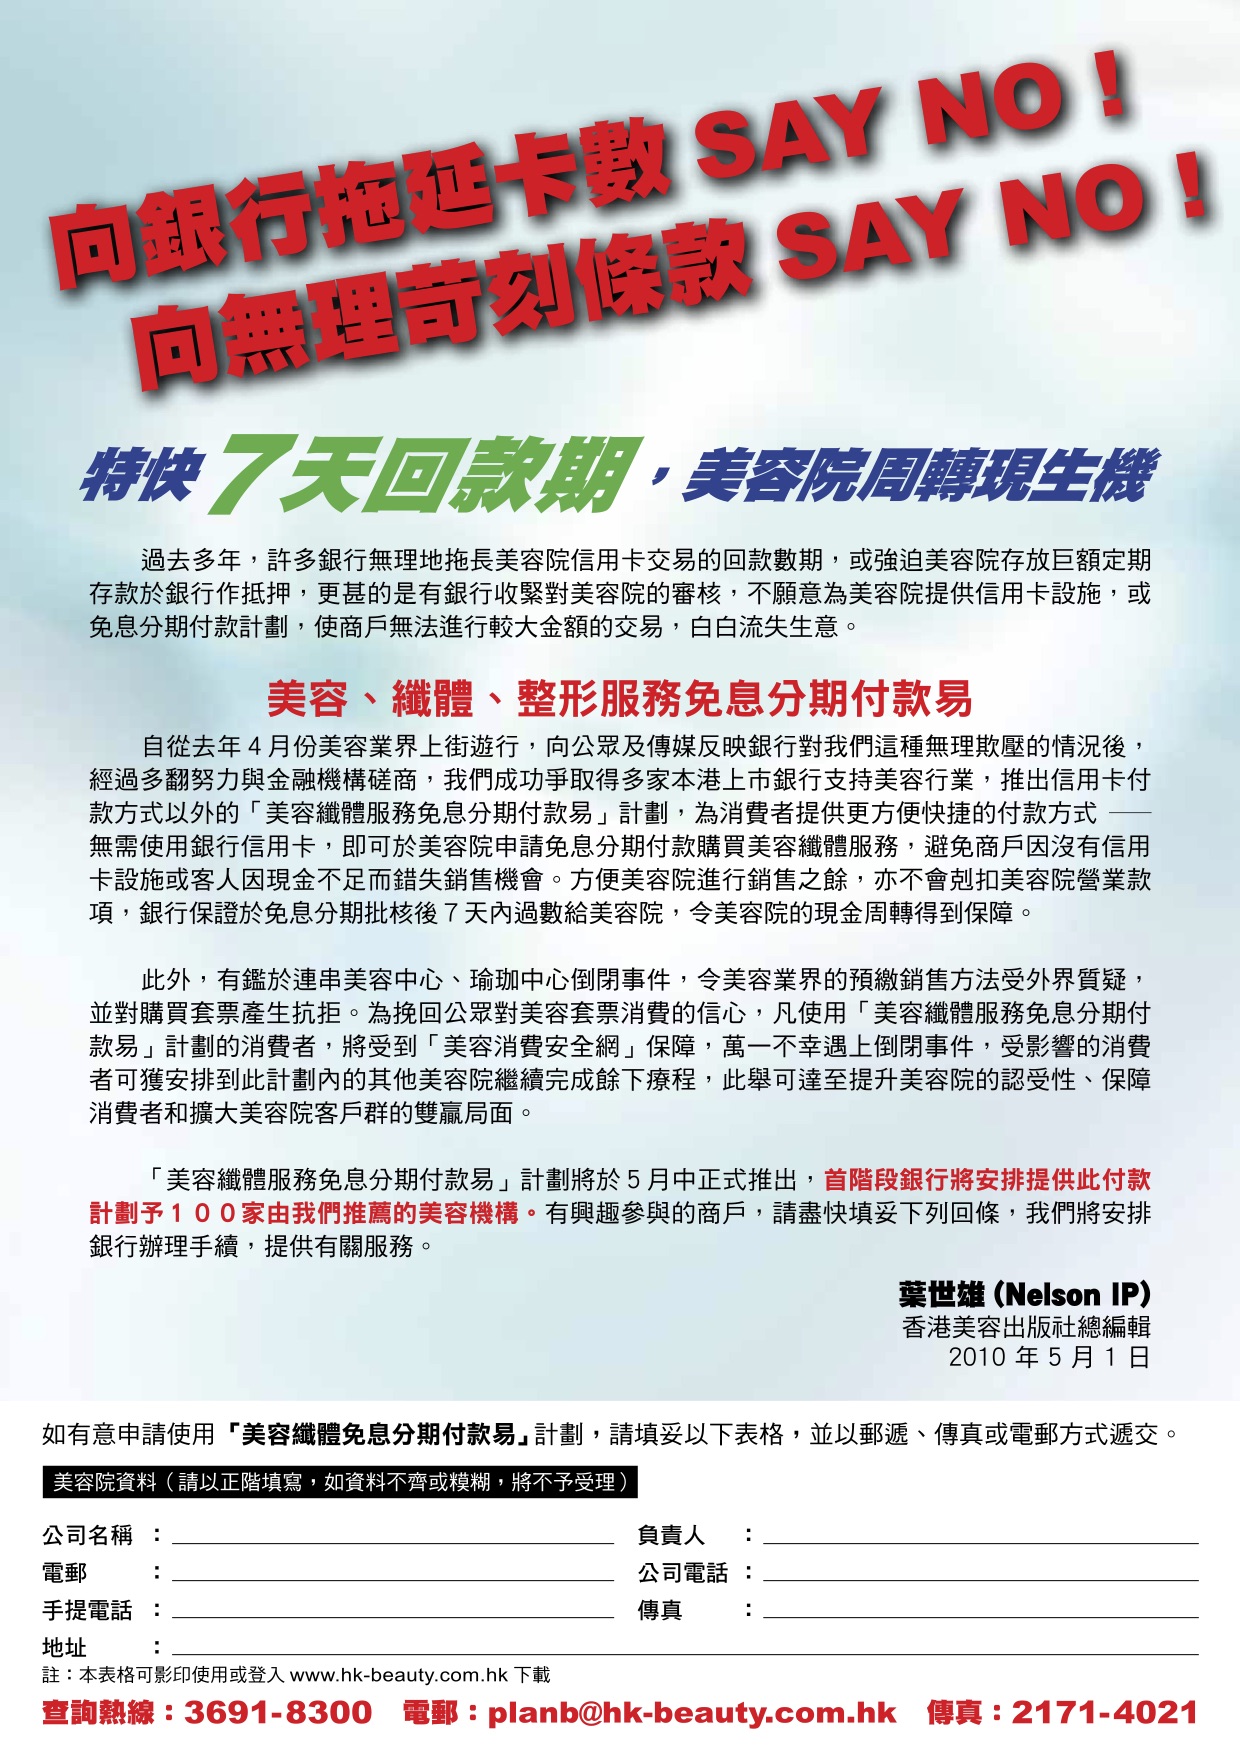 向銀行拖延卡數 SAY NO！
向無理苛刻條款 SAY NO！
特快7天回款期，美容院周轉現生機
過去多年，許多銀行無理地拖長美容院信用卡交易的回款數期，或強迫美容院存放巨額定期
存款於銀行作抵押，更甚的是有銀行收緊對美容院的審核，不願意為美容院提供信用卡設施，或
免息分期付款計劃，使商戶無法進行較大金額的交易，白白流失生意。
美容、纖體、整形服務免息分期付款易
自從去年 4 月份美容業界上街遊行，向公眾及傳媒反映銀行對我們這種無理欺壓的情況後，
經過多翻努力與金融機構磋商，我們成功爭取得多家本港上市銀行支持美容行業，推出信用卡付
款方式以外的「美容纖體服務免息分期付款易」計劃，為消費者提供更方便快捷的付款方式 ——
無需使用銀行信用卡，即可於美容院申請免息分期付款購買美容纖體服務，避免商戶因沒有信用
卡設施或客人因現金不足而錯失銷售機會。方便美容院進行銷售之餘，亦不會剋扣美容院營業款
項，銀行保證於免息分期批核後 7 天內過數給美容院，令美容院的現金周轉得到保障。
此外，有鑑於連串美容中心、瑜珈中心倒閉事件，令美容業界的預繳銷售方法受外界質疑，
並對購買套票產生抗拒。為挽回公眾對美容套票消費的信心，凡使用「美容纖體服務免息分期付
款易」計劃的消費者，將受到「美容消費安全網」保障，萬一不幸遇上倒閉事件，受影響的消費
者可獲安排到此計劃內的其他美容院繼續完成餘下療程，此舉可達至提升美容院的認受性、保障
消費者和擴大美容院客戶群的雙贏局面。
「美容纖體服務免息分期付款易」計劃將於 5 月中正式推出，首階段銀行將安排提供此付款
計劃予１００家由我們推薦的美容機構。有興趣參與的商戶，請盡快填妥下列回條，我們將安排
銀行辦理手續，提供有關服務。
葉世雄 (Nelson IP)
香港美容出版社總編輯
2010 年 5 月 1 日
如有意申請使用「美容纖體免息分期付款易」計劃，請填妥以下表格，並以郵遞、傳真或電郵方式遞交。
美容院資料（請以正階填寫，如資料不齊或糢糊，將不予受理）
公司名稱 ： 負責人 ：
電郵 ： 公司電話 ：
手提電話 ： 傳真 ：
地址 ：
註：本表格可影印使用或登入 www.hk-beauty.com.hk 下載
查詢熱線：3691-8300 電郵：planb@hk-beauty.com.hk 傳真：2171-4021